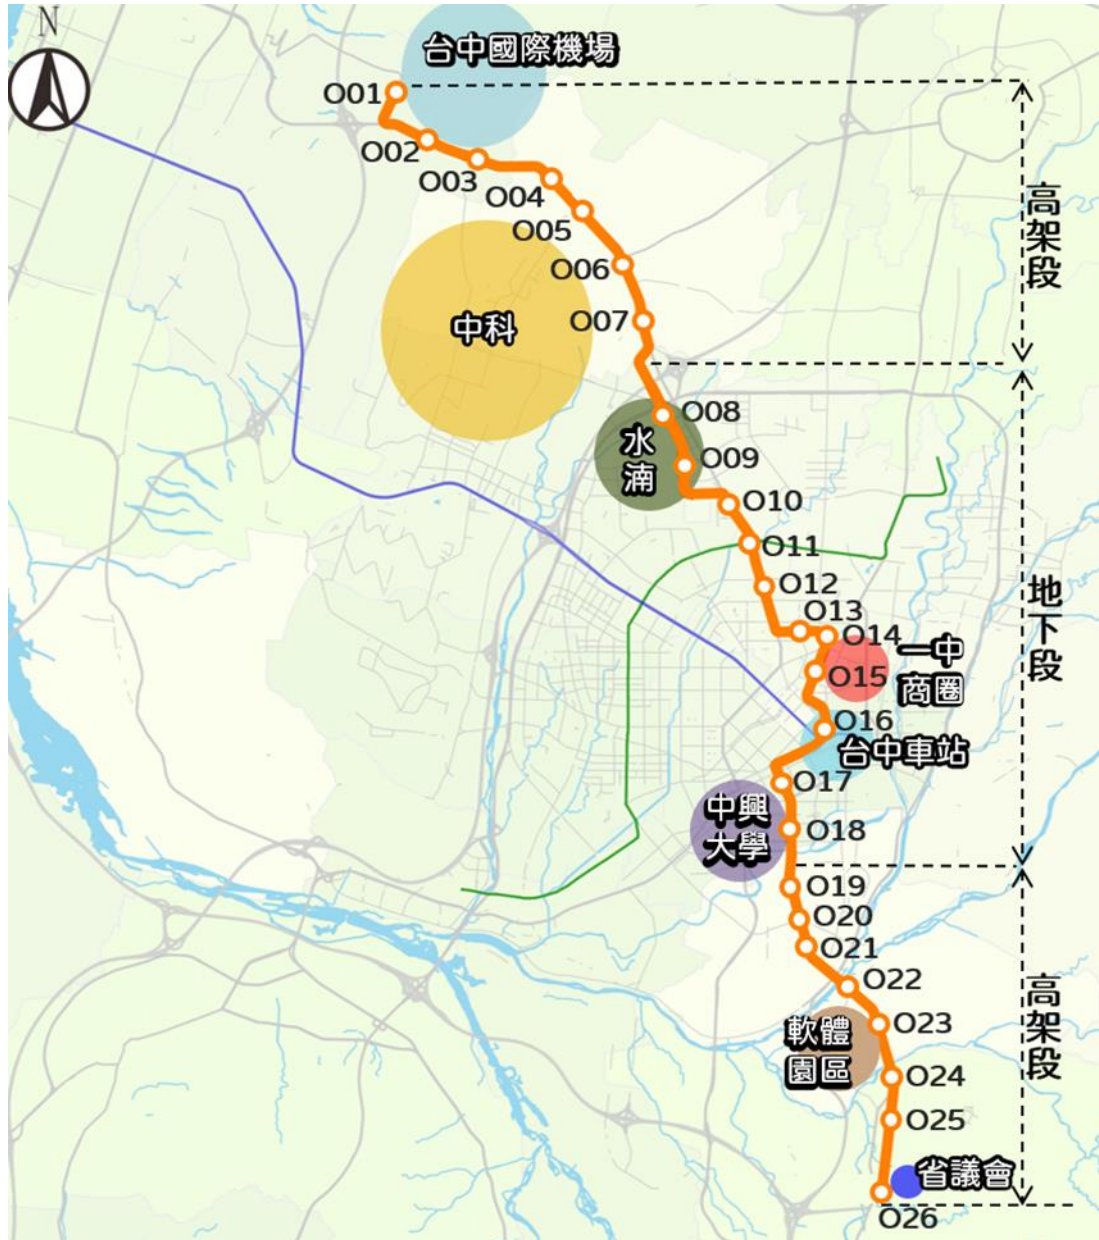 N
台中國際機場
O01
O02
O03
O04
O05
O06
O07
高架段
中科
O08
水
湳
O09
O10
O11
O12
O13
O14
一中
商圈
O15
地下段
O16
台中車站
O17
中興
大學
O18
O19
O20
O21
O22
O23
軟體
園區
高架段
O24
O25
省議會
O26